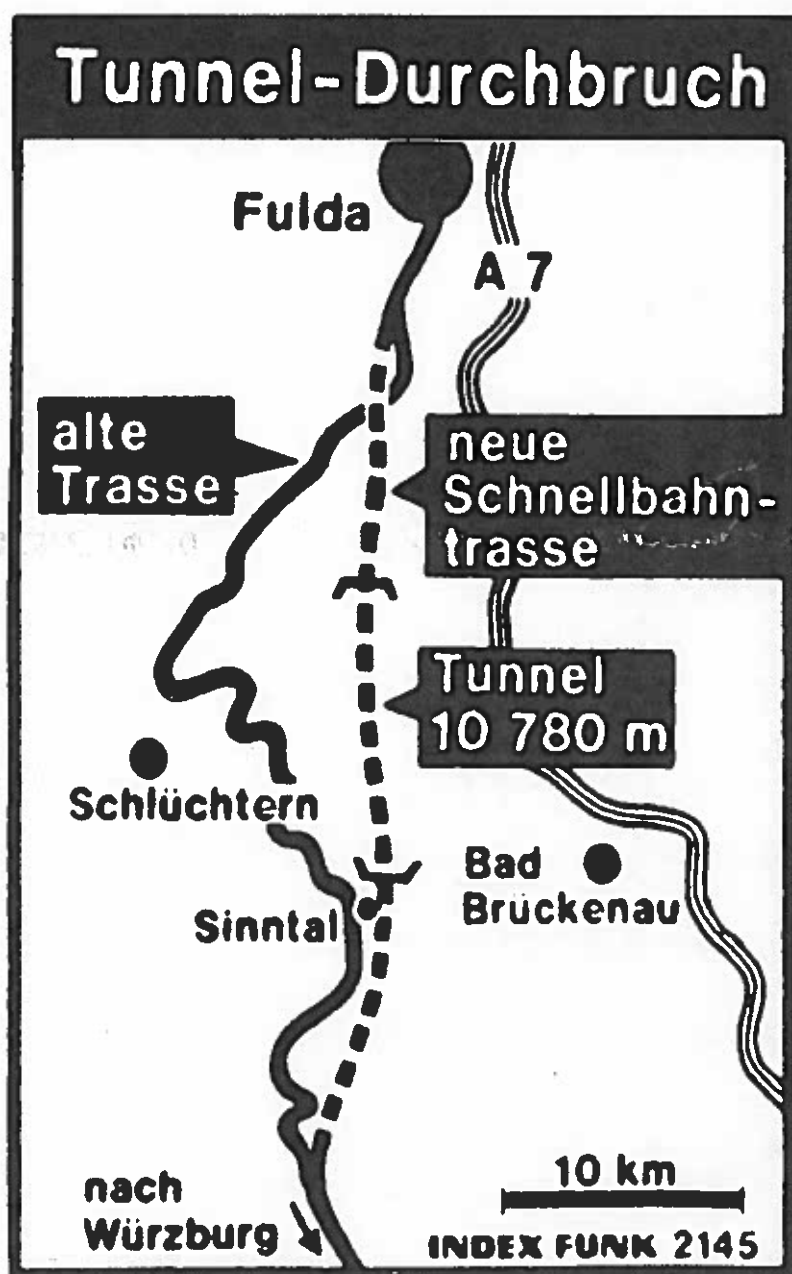 Tunnel-Durchbruch
Fulda
A 7
alte
Trasse
neue
Schnellbahn-
trasse
Tunnel
10 780 m
Schlüchtern
Bad
Brückenau
Sinntal
nach
Würzburg
10 km
INDEX FUNK 2145